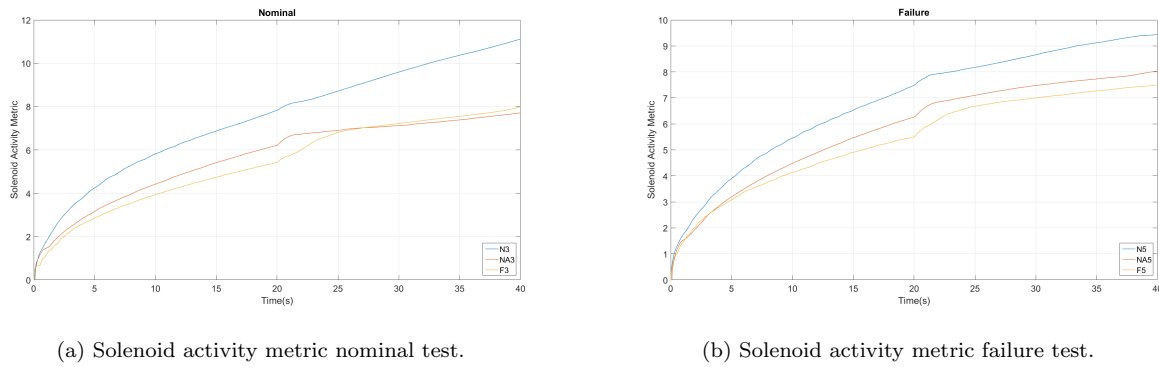 Nominal
12
10
8
6
4
2
0
Solenoid Activity Metric
N3
NA3
F3
0 5 10 15 20 25 30 35 40
Time(s)
(a) Solenoid activity metric nominal test.
Failure
10
9
8
7
6
5
4
3
2
1
0
Solenoid Activity Metric
N5
NA5
F5
0 5 10 15 20 25 30 35 40
Time(s)
(b) Solenoid activity metric failure test.